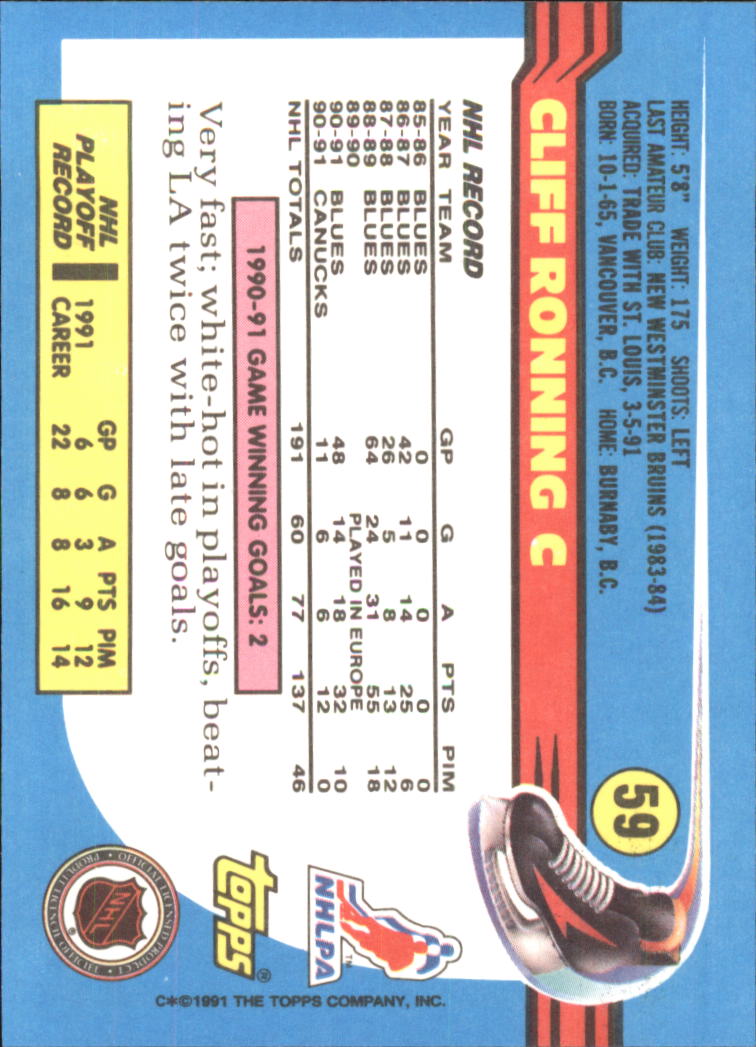 HEIGHT: 5'8" WEIGHT: 175 SHOOTS: LEFT
LAST AMATEUR CLUB: NEW WESTMINSTER BRUINS (1983-84)
ACQUIRED: TRADE WITH ST. LOUIS, 3-5-91
BORN: 10-1-65, VANCOUVER, B.C. HOME: BURNABY, B.C.
59
CLIFF RONNING C
NHL RECORD
YEAR TEAM GP G A PTS PIM
85-86 BLUES 0 0 0 0 0
86-87 BLUES 42 11 14 25 6
87-88 BLUES 26 5 8 13 12
88-89 BLUES 64 24 31 55 18
89-90 PLAYED IN EUROPE
90-91 BLUES 48 14 18 32 10
90-91 CANUCKS 11 6 6 12 0
NHL TOTALS 191 60 77 137 46
1990-91 GAME WINNING GOALS: 2
Very fast; white-hot in playoffs, beat-
ing LA twice with late goals.
NHL PLAYOFF RECORD
GP G A PTS PIM
1991 6 6 3 9 12
CAREER 22 8 8 16 14
NHLPA
TM
TOPPS®
NHL
®
C✻©1991 THE TOPPS COMPANY, INC.